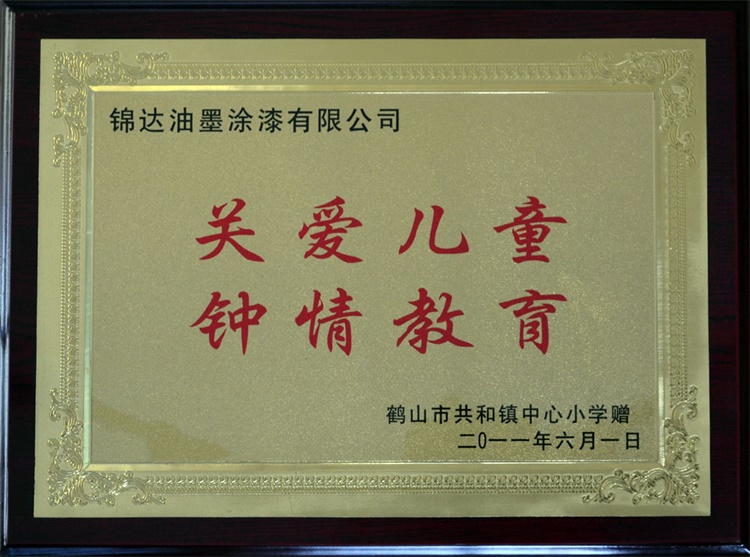 锦达油墨涂漆有限公司
关爱儿童
钟情教育
鹤山市共和镇中心小学赠
二0一一年六月一日